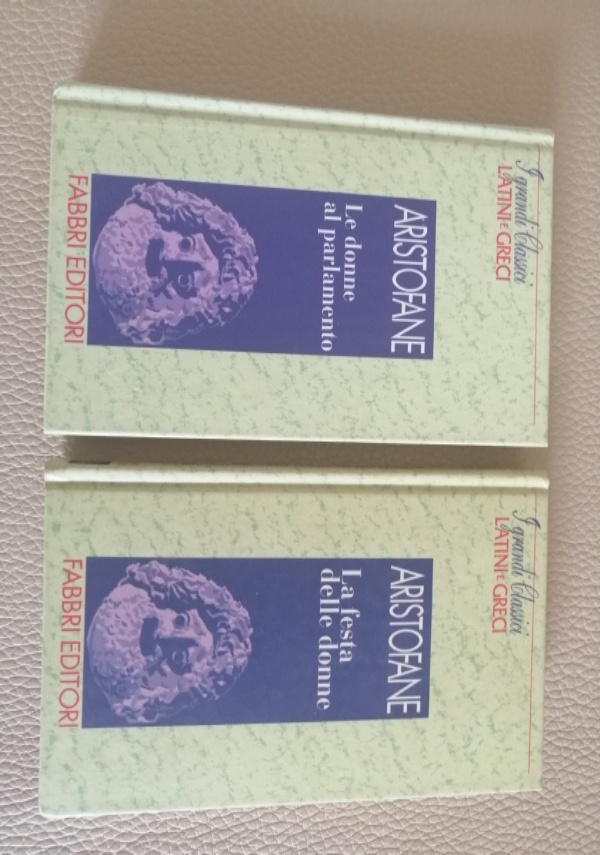 I grandi Classici
LATINI E GRECI
ARISTOFANE
Le donne
al parlamento
FABBRI EDITORI
I grandi Classici
LATINI E GRECI
ARISTOFANE
La festa
delle donne
FABBRI EDITORI